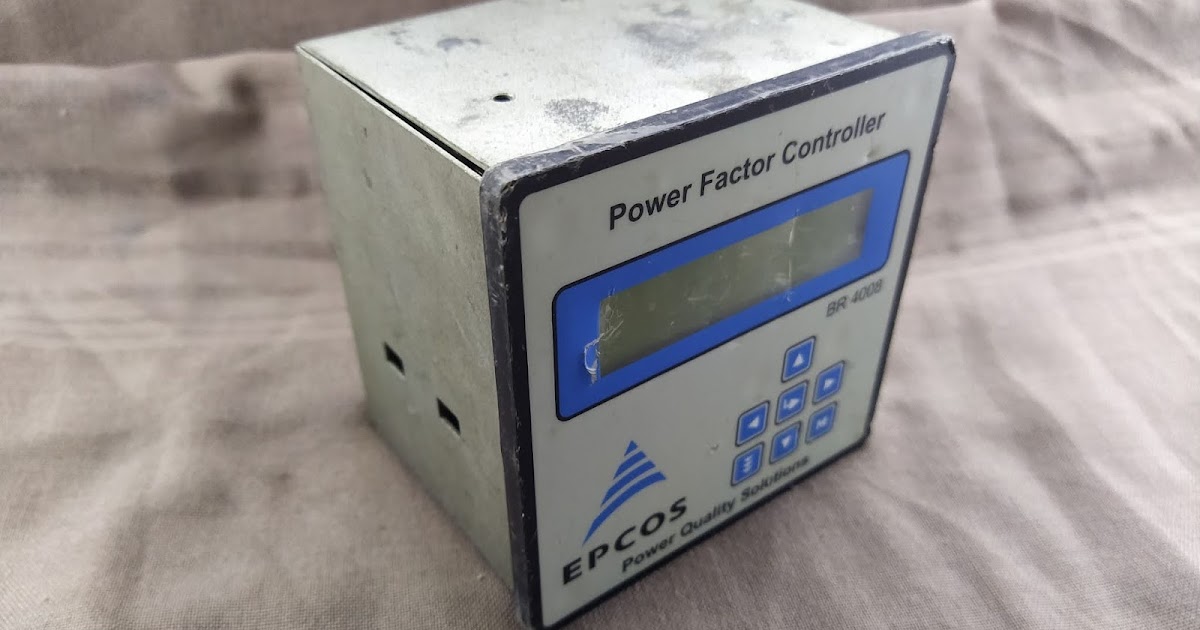 Power Factor Controller
BR 4008
EPCOS
Power Quality Solutions